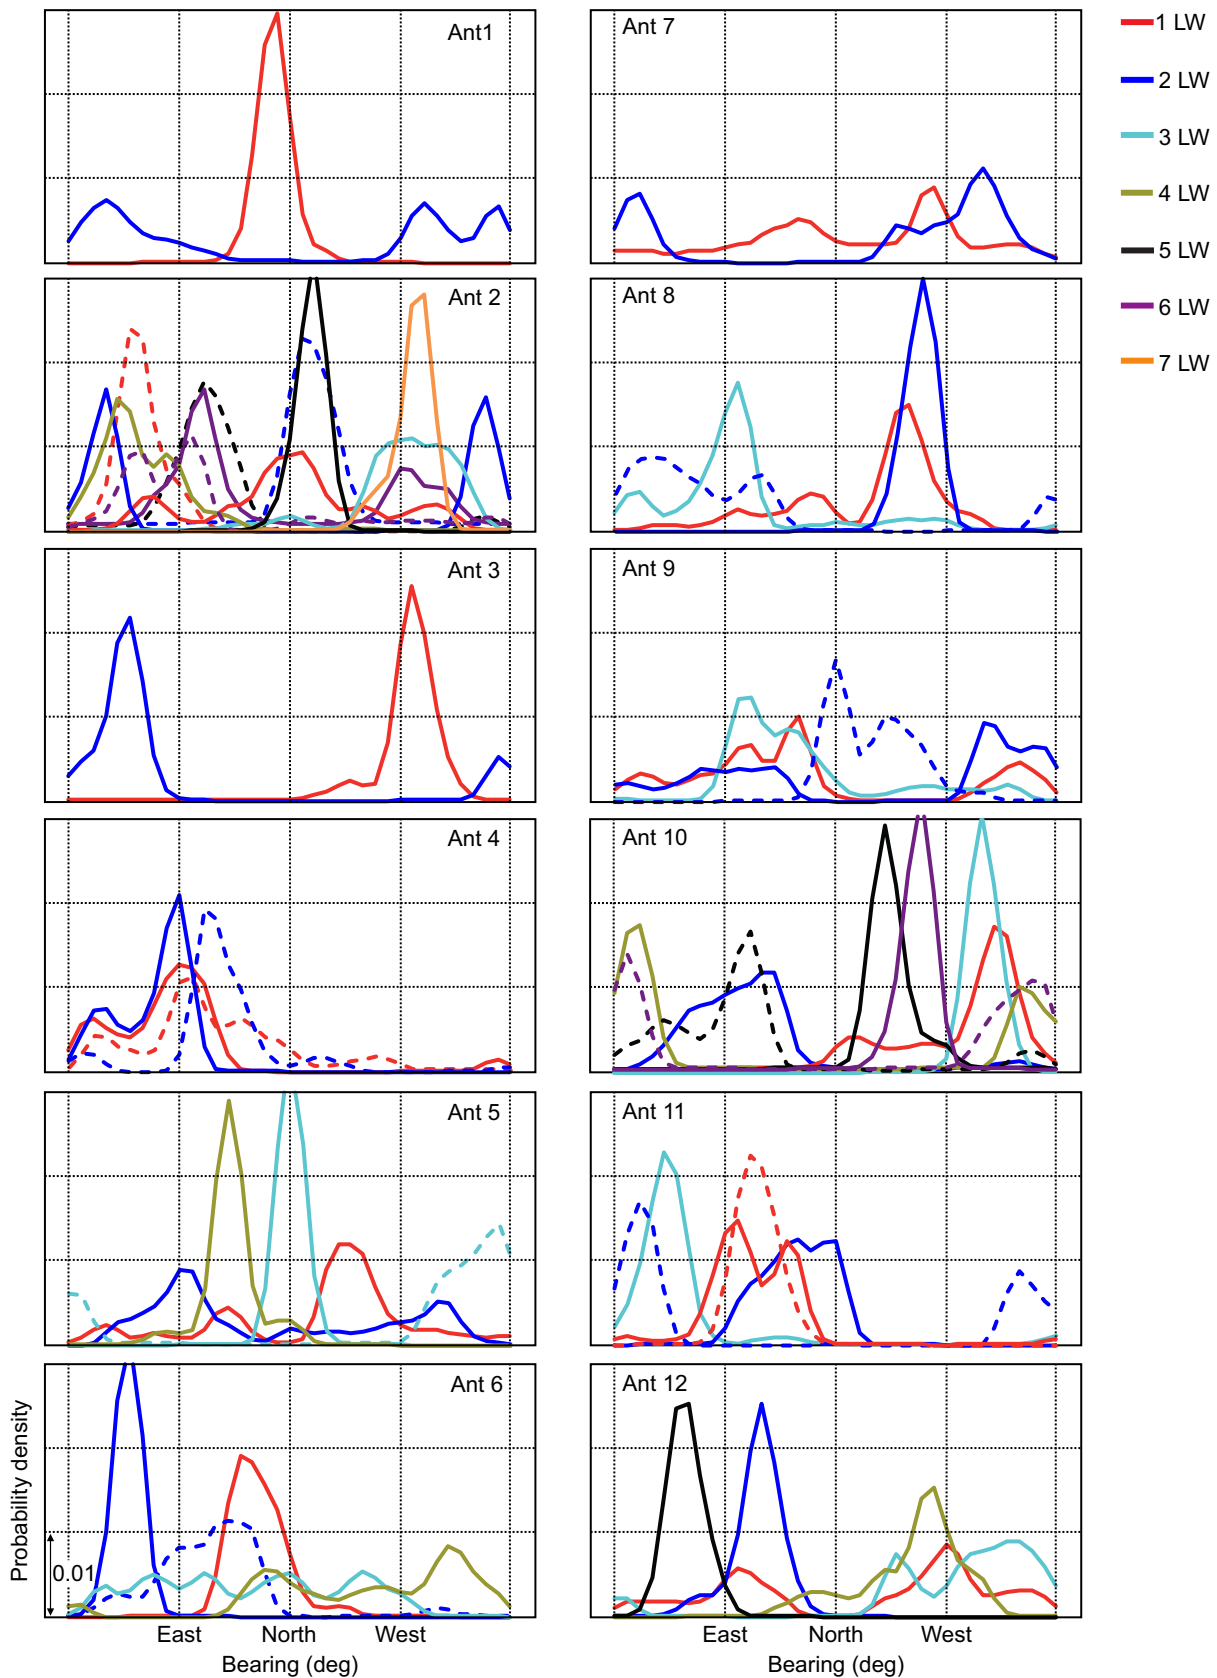 Ant1
Ant 7
1 LW
2 LW
3 LW
4 LW
5 LW
6 LW
7 LW
Ant 2
Ant 8
Ant 3
Ant 9
Ant 4
Ant 10
Ant 5
Ant 11
Ant 6
Ant 12
Probability density
0.01
East North West
East North West
Bearing (deg)
Bearing (deg)